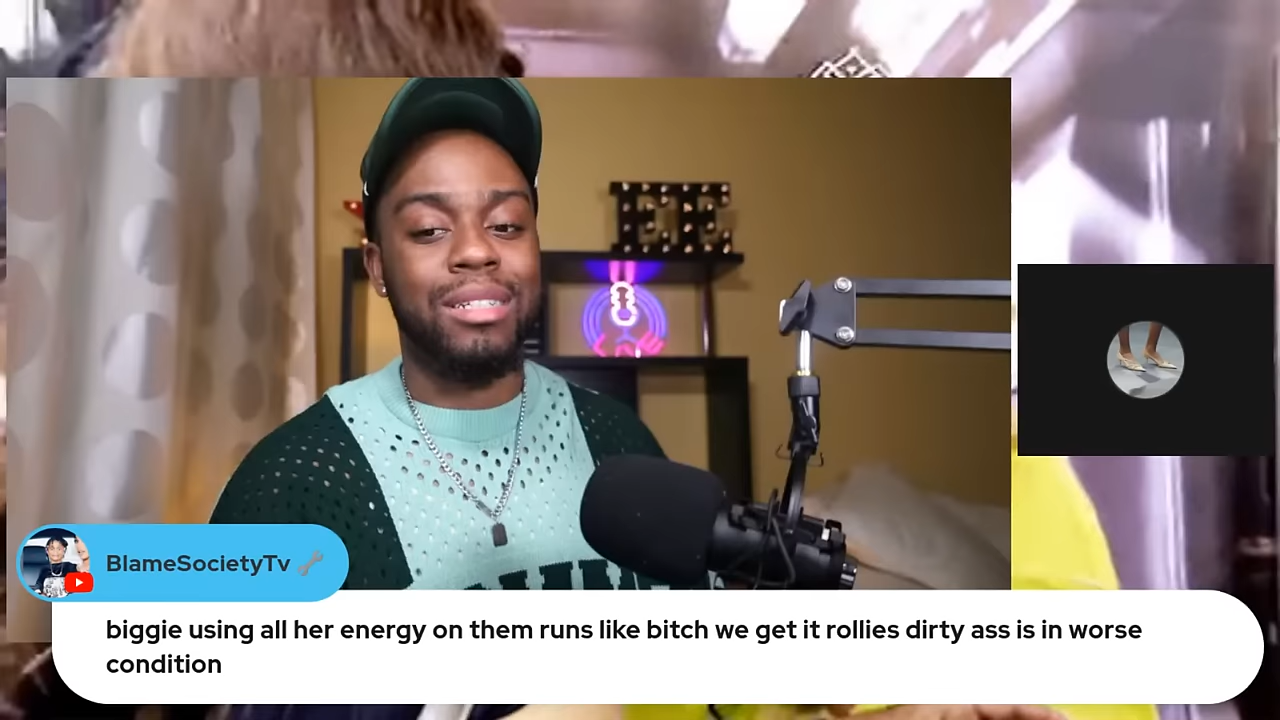 EE
BlameSocietyTv
biggie using all her energy on them runs like bitch we get it rollies dirty ass is in worse
condition